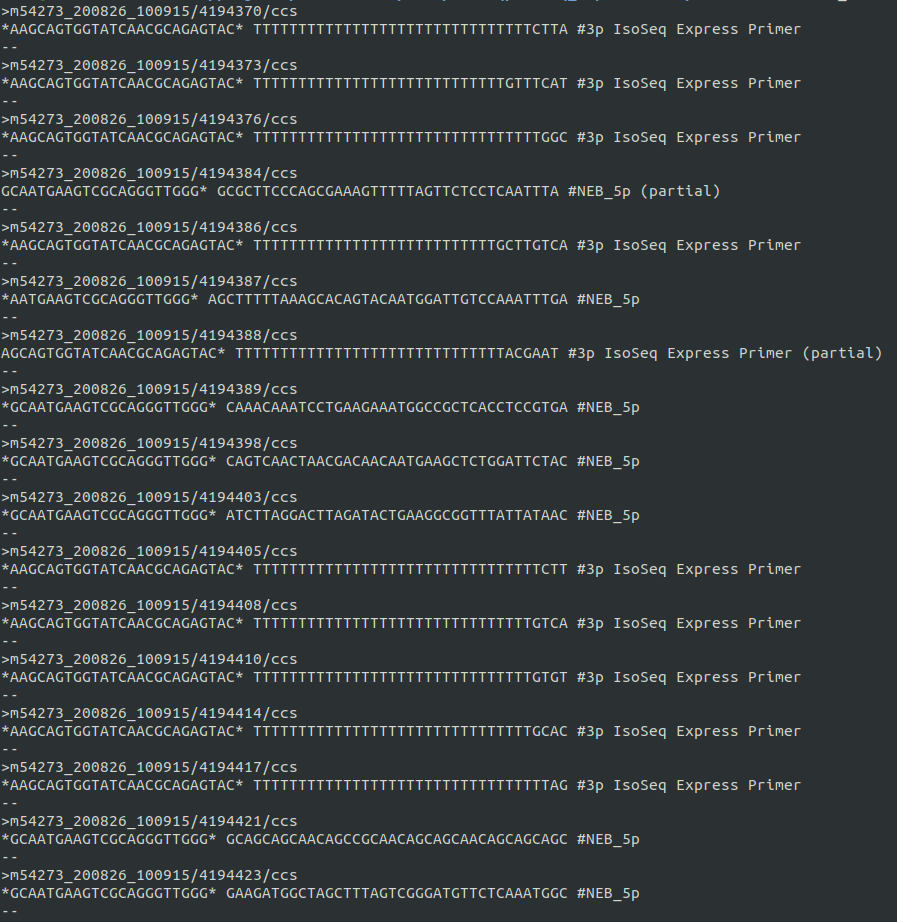 >m54273_200826_100915/4194370/ccs
*AAGCAGTGGTATCAACGCAGAGTAC* TTTTTTTTTTTTTTTTTTTTTTTTTTTTTTTCTTA #3p IsoSeq Express Primer
--
>m54273_200826_100915/4194373/ccs
*AAGCAGTGGTATCAACGCAGAGTAC* TTTTTTTTTTTTTTTTTTTTTTTTTTTTGTTTCAT #3p IsoSeq Express Primer
--
>m54273_200826_100915/4194376/ccs
*AAGCAGTGGTATCAACGCAGAGTAC* TTTTTTTTTTTTTTTTTTTTTTTTTTTTTTTTGGC #3p IsoSeq Express Primer
--
>m54273_200826_100915/4194384/ccs
GCAATGAAGTCGCAGGGTTGGG* GCGCTTCCCAGCGAAAGTTTTTAGTTCTCCTCAATTTA #NEB_5p (partial)
--
>m54273_200826_100915/4194386/ccs
*AAGCAGTGGTATCAACGCAGAGTAC* TTTTTTTTTTTTTTTTTTTTTTTTTTTGCTTGTCA #3p IsoSeq Express Primer
--
>m54273_200826_100915/4194387/ccs
*AATGAAGTCGCAGGGTTGGG* AGCTTTTTAAAGCACAGTACAATGGATTGTCCAAATTTGA #NEB_5p
--
>m54273_200826_100915/4194388/ccs
AGCAGTGGTATCAACGCAGAGTAC* TTTTTTTTTTTTTTTTTTTTTTTTTTTTTTACGAAT #3p IsoSeq Express Primer (partial)
--
>m54273_200826_100915/4194389/ccs
*GCAATGAAGTCGCAGGGTTGGG* CAAACAAATCCTGAAGAAATGGCCGCTCACCTCCGTGA #NEB_5p
--
>m54273_200826_100915/4194398/ccs
*GCAATGAAGTCGCAGGGTTGGG* CAGTCAACTAACGACAACAATGAAGCTCTGGATTCTAC #NEB_5p
--
>m54273_200826_100915/4194403/ccs
*GCAATGAAGTCGCAGGGTTGGG* ATCTTAGGACTTAGATACTGAAGGCGGTTTATTATAAC #NEB_5p
--
>m54273_200826_100915/4194405/ccs
*AAGCAGTGGTATCAACGCAGAGTAC* TTTTTTTTTTTTTTTTTTTTTTTTTTTTTTTTCTT #3p IsoSeq Express Primer
--
>m54273_200826_100915/4194408/ccs
*AAGCAGTGGTATCAACGCAGAGTAC* TTTTTTTTTTTTTTTTTTTTTTTTTTTTTTTGTCA #3p IsoSeq Express Primer
--
>m54273_200826_100915/4194410/ccs
*AAGCAGTGGTATCAACGCAGAGTAC* TTTTTTTTTTTTTTTTTTTTTTTTTTTTTTTGTGT #3p IsoSeq Express Primer
--
>m54273_200826_100915/4194414/ccs
*AAGCAGTGGTATCAACGCAGAGTAC* TTTTTTTTTTTTTTTTTTTTTTTTTTTTTTTGCAC #3p IsoSeq Express Primer
--
>m54273_200826_100915/4194417/ccs
*AAGCAGTGGTATCAACGCAGAGTAC* TTTTTTTTTTTTTTTTTTTTTTTTTTTTTTTTTAG #3p IsoSeq Express Primer
--
>m54273_200826_100915/4194421/ccs
*GCAATGAAGTCGCAGGGTTGGG* GCAGCAGCAACAGCCGCAACAGCAGCAACAGCAGCAGC #NEB_5p
--
>m54273_200826_100915/4194423/ccs
*GCAATGAAGTCGCAGGGTTGGG* GAAGATGGCTAGCTTTAGTCGGGATGTTCTCAAATGGC #NEB_5p
--